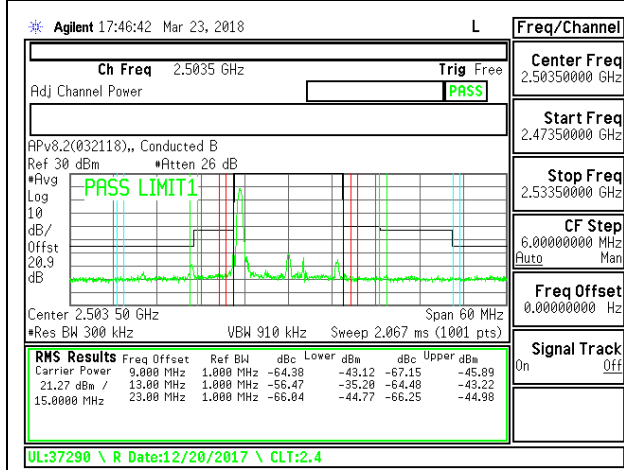 Agilent 17:46:42 Mar 23, 2018 L
Freq/Channel
Ch Freq 2.5035 GHz Trig Free
Adj Channel Power PASS
Center Freq
2.50350000 GHz
Start Freq
2.47350000 GHz
Stop Freq
2.53350000 GHz
CF Step
6.00000000 MHz
Auto Man
Freq Offset
0.00000000 Hz
Signal Track
On Off
APv8.2(032118),, Conducted B
Ref 30 dBm #Atten 26 dB
#Avg
Log
10
dB/
Offst
20.9
dB
PASS LIMIT1
Center 2.503 50 GHz Span 60 MHz
#Res BW 300 kHz VBW 910 kHz Sweep 2.067 ms (1001 pts)
RMS Results Freq Offset Ref BW dBc Lower dBm dBc Upper dBm
Carrier Power 9.000 MHz 1.000 MHz -64.38 -43.12 -67.15 -45.89
21.27 dBm / 13.00 MHz 1.000 MHz -56.47 -35.20 -64.48 -43.22
15.0000 MHz 23.00 MHz 1.000 MHz -66.04 -44.77 -66.25 -44.98
UL:37290 \ R Date:12/20/2017 \ CLT:2.4